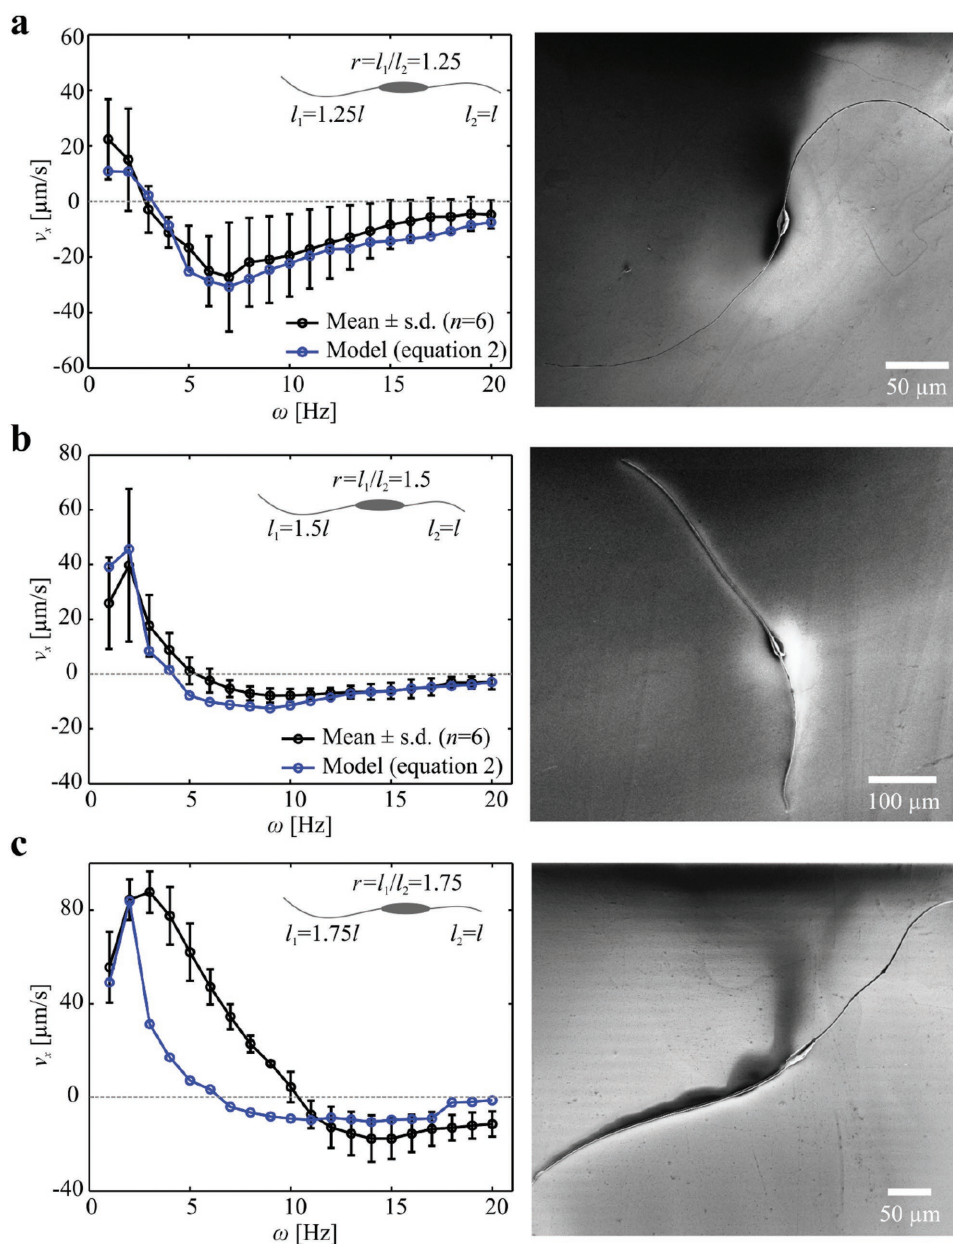 a
60
40
20
0
-20
-40
-60
v_x [µm/s]
r=l₁/l₂=1.25
l₁=1.25l
l₂=l
Mean ± s.d. (n=6)
Model (equation 2)
0 5 10 15 20
ω [Hz]
50 µm
b
80
60
40
20
0
-20
-40
v_x [µm/s]
r=l₁/l₂=1.5
l₁=1.5l
l₂=l
Mean ± s.d. (n=6)
Model (equation 2)
0 5 10 15 20
ω [Hz]
100 µm
c
80
40
0
-40
v_x [µm/s]
r=l₁/l₂=1.75
l₁=1.75l
l₂=l
0 5 10 15 20
ω [Hz]
50 µm